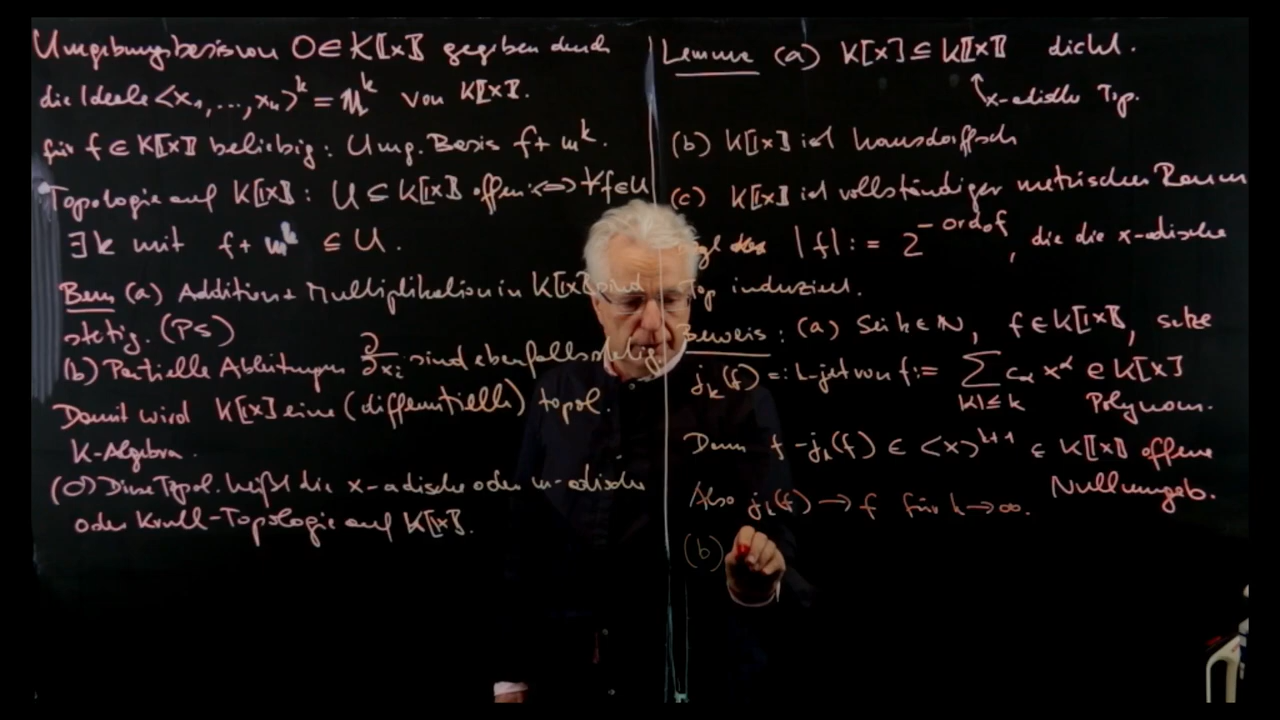 Umgebungsbasis von 0 ∈ K⟦x⟧ gegeben durch
die Ideale <x₁, ..., xₙ>ᵏ = mᵏ von K⟦x⟧.
für f ∈ K⟦x⟧ beliebig: Umg. Basis f + mᵏ.
Topologie auf K⟦x⟧: U ⊆ K⟦x⟧ offen :⟺ ∀ f ∈ U
∃ k mit f + mᵏ ⊆ U.
Bem (a) Addition + Multiplikation in K⟦x⟧ sind
stetig. (PS)
(b) Partielle Ableitungen ∂/∂xᵢ sind ebenfalls stetig.
Damit wird K⟦x⟧ eine (differentielle) topol.
K-Algebra.
(c) Diese Topol. heißt die x-adische oder m-adische
oder Krull-Topologie auf K⟦x⟧.
Lemma (a) K[x] ⊆ K⟦x⟧ dicht.
x-adische Top.
(b) K⟦x⟧ ist hausdorffsch
(c) K⟦x⟧ ist vollständiger metrischer Raum
|f| := 2^(-ord₀f), die die x-adische
Top induziert.
Beweis: (a) Sei k ∈ ℕ, f ∈ K⟦x⟧, setze
jₖ(f) =: k-jet von f := ∑ cα xᵅ ∈ K[x]
|α| ≤ k Polynom.
Dann f - jₖ(f) ∈ <x>ᵏ⁺¹ ⊆ K⟦x⟧ offene
Nullumgeb.
Also jₖ(f) → f für k → ∞.
(b)